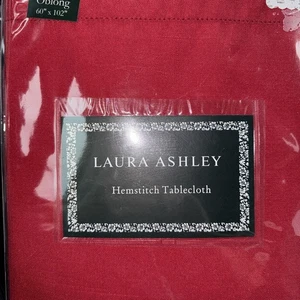 Oblong
60" x 102"
LAURA ASHLEY
Hemstitch Tablecloth